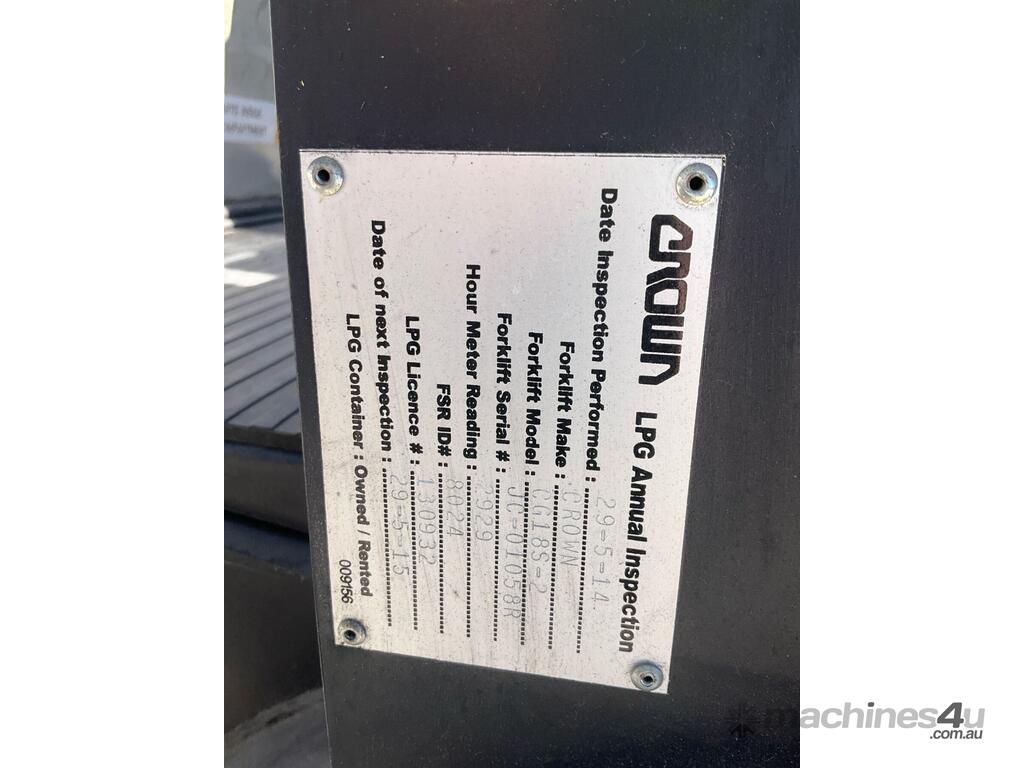 CROWN LPG Annual Inspection
Date Inspection Performed : 29-5-14.
Forklift Make : CROWN
Forklift Model : CG18S-2
Forklift Serial # : JC-01058R
Hour Meter Reading : 2929
FSR ID# : 8024
LPG Licence # : 130932
Date of next Inspection : 29-5-15
LPG Container : Owned / Rented
009156
machines4u
.com.au